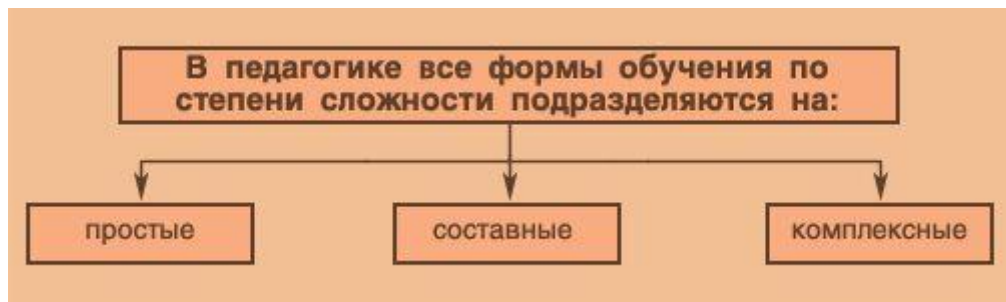 В педагогике все формы обучения по
степени сложности подразделяются на:
простые
составные
комплексные